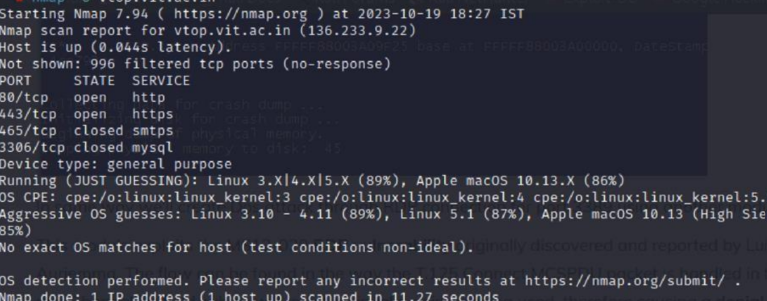 Starting Nmap 7.94 ( https://nmap.org ) at 2023-10-19 18:27 IST
Nmap scan report for vtop.vit.ac.in (136.233.9.22)
Host is up (0.044s latency).
Not shown: 996 filtered tcp ports (no-response)
PORT STATE SERVICE
80/tcp open http
443/tcp open https
465/tcp closed smtps
3306/tcp closed mysql
Device type: general purpose
Running (JUST GUESSING): Linux 3.X|4.X|5.X (89%), Apple macOS 10.13.X (86%)
OS CPE: cpe:/o:linux:linux_kernel:3 cpe:/o:linux:linux_kernel:4 cpe:/o:linux:linux_kernel:5.
Aggressive OS guesses: Linux 3.10 - 4.11 (89%), Linux 5.1 (87%), Apple macOS 10.13 (High Sie
85%)
No exact OS matches for host (test conditions non-ideal).
OS detection performed. Please report any incorrect results at https://nmap.org/submit/ .
Nmap done: 1 IP address (1 host up) scanned in 11.27 seconds